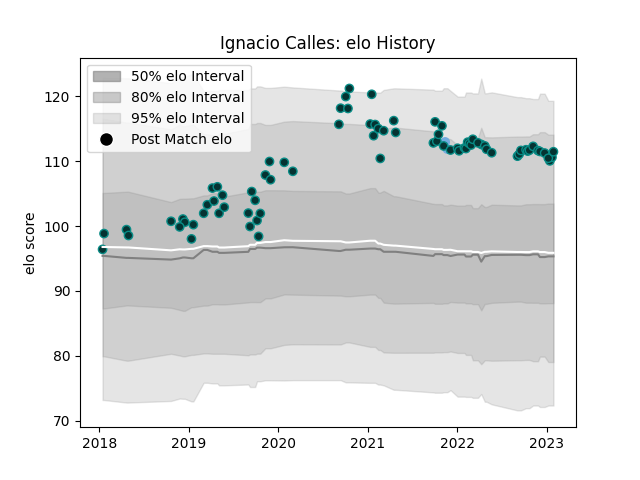 Ignacio Calles: elo History
50% elo Interval
80% elo Interval
95% elo Interval
Post Match elo
elo score
120
110
100
90
80
70
2018
2019
2020
2021
2022
2023